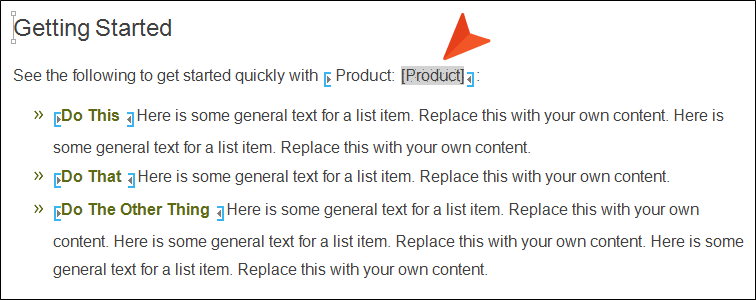 Getting Started
See the following to get started quickly with Product: [Product] :
» Do This Here is some general text for a list item. Replace this with your own content. Here is
some general text for a list item. Replace this with your own content.
» Do That Here is some general text for a list item. Replace this with your own content.
» Do The Other Thing Here is some general text for a list item. Replace this with your own
content. Here is some general text for a list item. Replace this with your own content. Here is some
general text for a list item. Replace this with your own content.